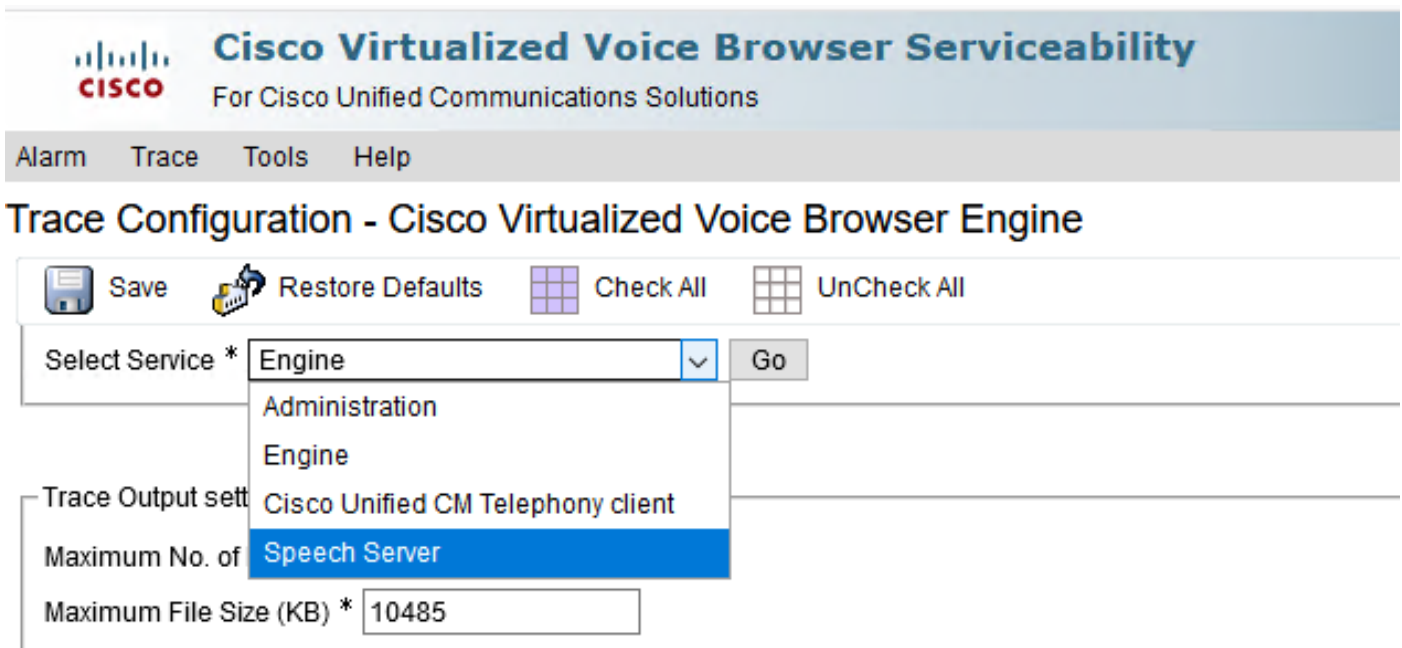 Cisco Virtualized Voice Browser Serviceability
CISCO
For Cisco Unified Communications Solutions
Alarm Trace Tools Help
Trace Configuration - Cisco Virtualized Voice Browser Engine
Save Restore Defaults Check All UnCheck All
Select Service * Engine Go
Administration
Engine
Trace Output sett
Cisco Unified CM Telephony client
Maximum No. of
Speech Server
Maximum File Size (KB) * 10485